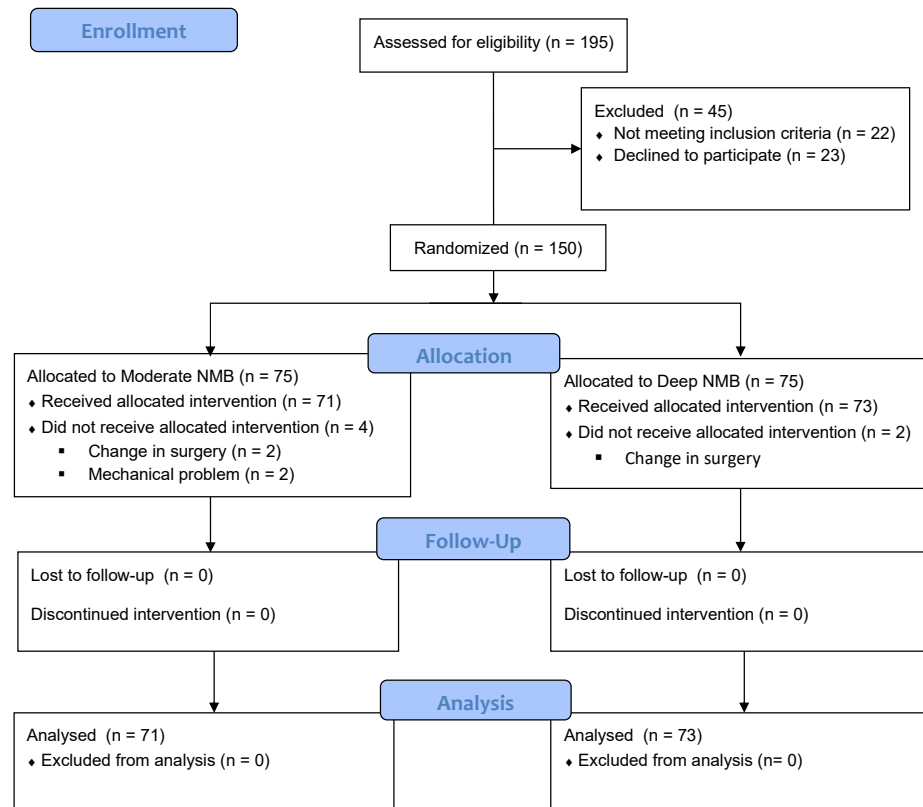 Enrollment
Assessed for eligibility (n = 195)
Excluded (n = 45)
♦ Not meeting inclusion criteria (n = 22)
♦ Declined to participate (n = 23)
Randomized (n = 150)
Allocation
Allocated to Moderate NMB (n = 75)
♦ Received allocated intervention (n = 71)
♦ Did not receive allocated intervention (n = 4)
▪ Change in surgery (n = 2)
▪ Mechanical problem (n = 2)
Allocated to Deep NMB (n = 75)
♦ Received allocated intervention (n = 73)
♦ Did not receive allocated intervention (n = 2)
▪ Change in surgery
Follow-Up
Lost to follow-up (n = 0)
Discontinued intervention (n = 0)
Lost to follow-up (n = 0)
Discontinued intervention (n = 0)
Analysis
Analysed (n = 71)
♦ Excluded from analysis (n = 0)
Analysed (n = 73)
♦ Excluded from analysis (n= 0)